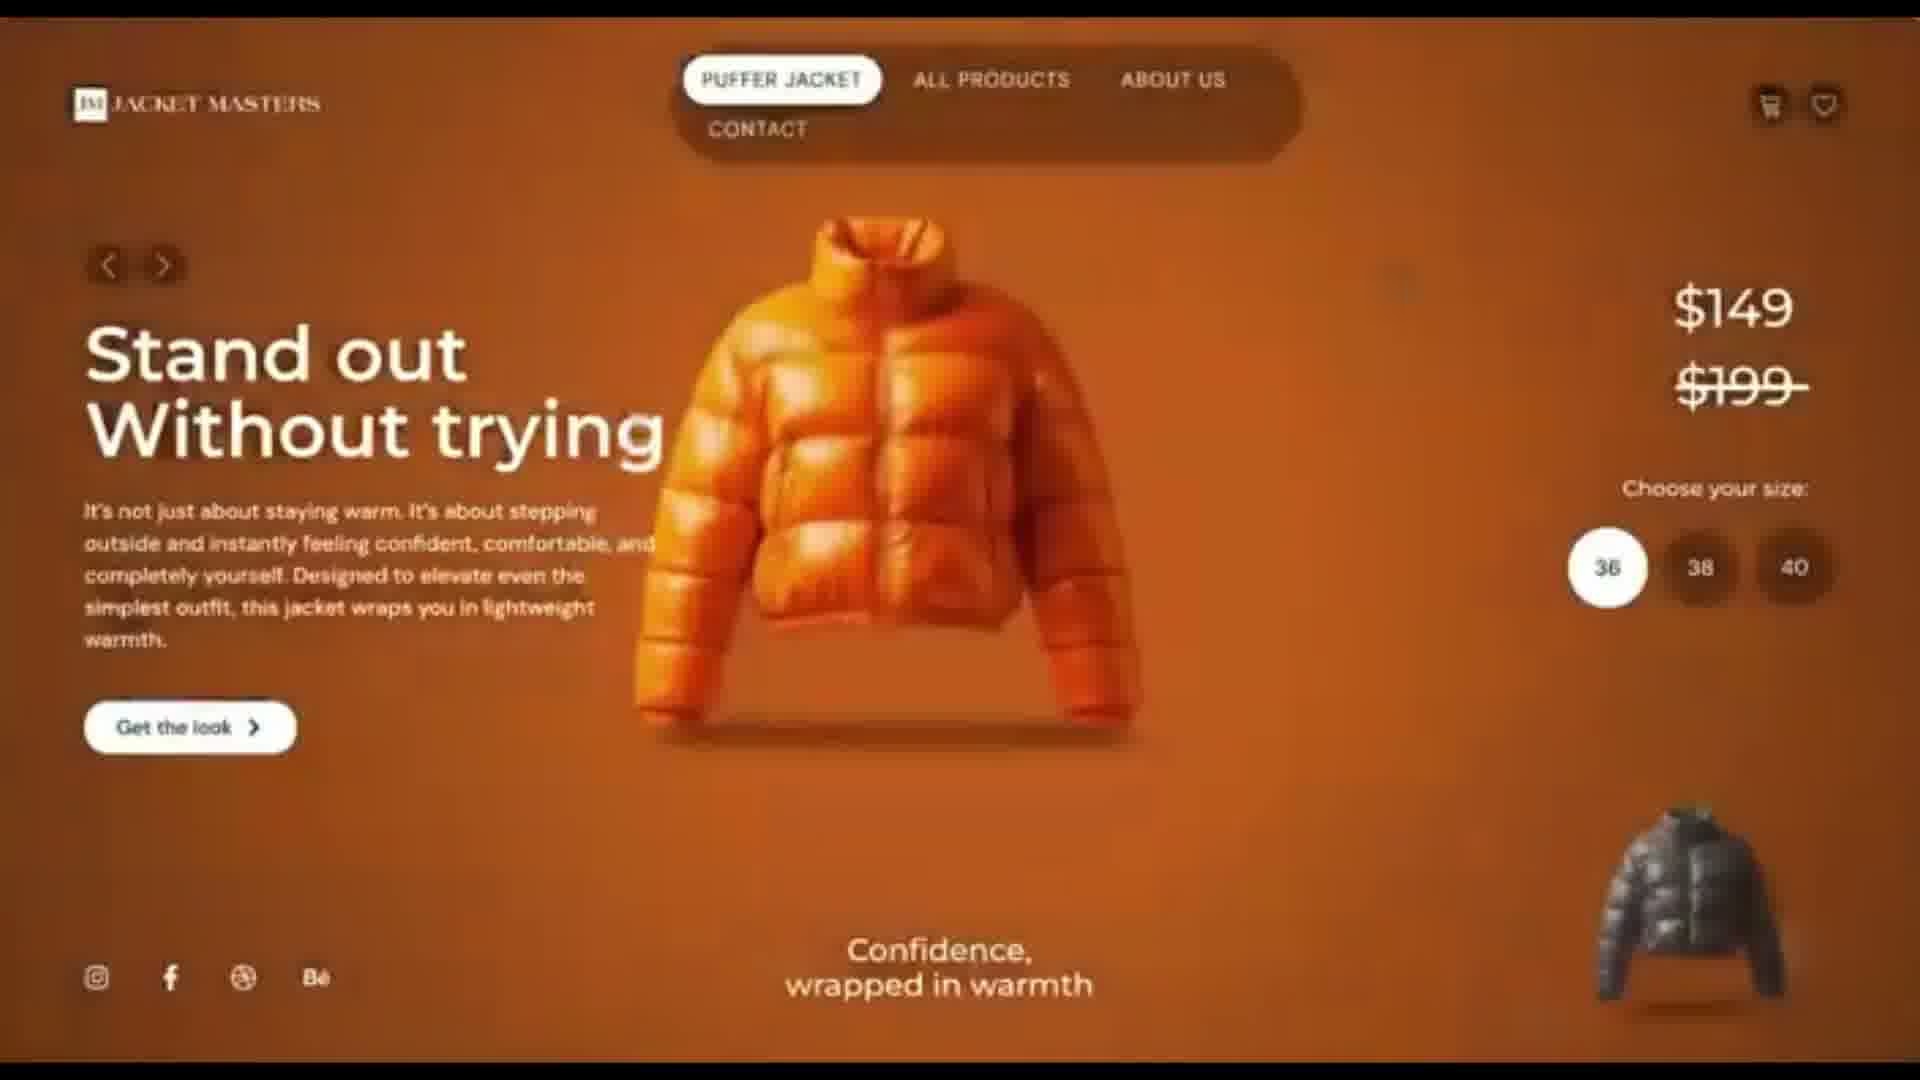 JM JACKET MASTERS
PUFFER JACKET ALL PRODUCTS ABOUT US
CONTACT
Stand out
Without trying
It's not just about staying warm. It's about stepping
outside and instantly feeling confident, comfortable, and
completely yourself. Designed to elevate even the
simplest outfit, this jacket wraps you in lightweight
warmth.
Get the look
$149
$199
Choose your size:
36 38 40
Bē
Confidence,
wrapped in warmth